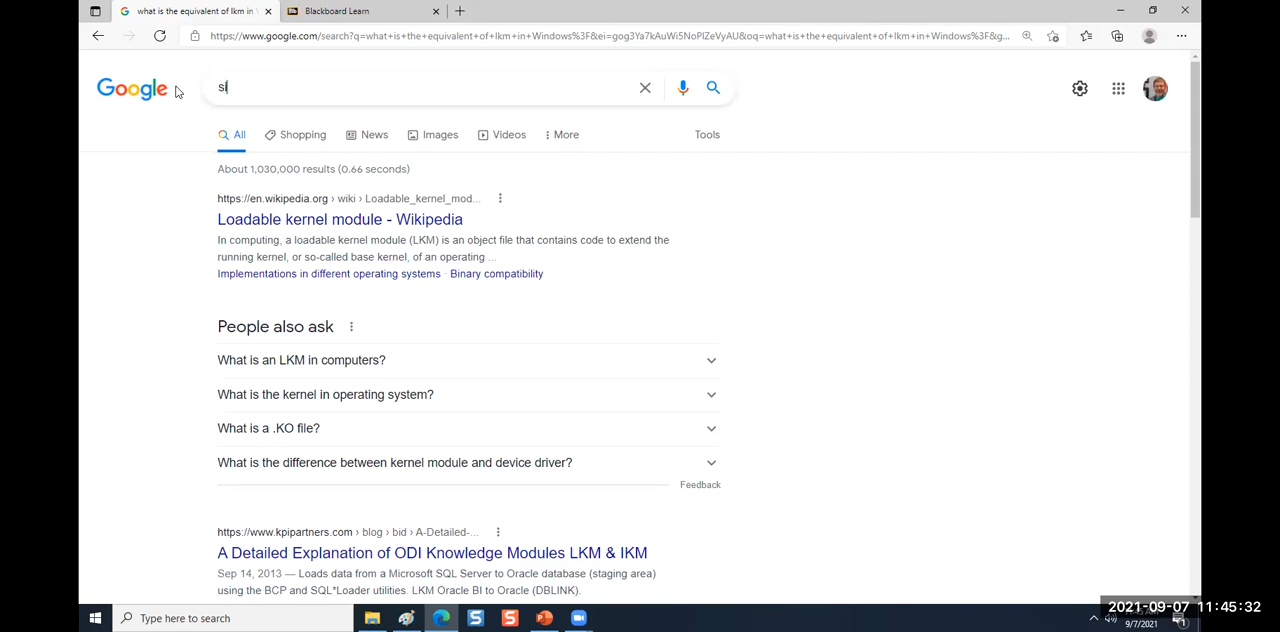 what is the equivalent of lkm in
Blackboard Learn
https://www.google.com/search?q=what+is+the+equivalent+of+lkm+in+Windows%3F&ei=gog3Ya7kAuWi5NoPlZeVyAU&oq=what+is+the+equivalent+of+lkm+in+Windows%3F&g...
Google
si
All
Shopping
News
Images
Videos
More
Tools
About 1,030,000 results (0.66 seconds)
https://en.wikipedia.org › wiki › Loadable_kernel_mod...
Loadable kernel module - Wikipedia
In computing, a loadable kernel module (LKM) is an object file that contains code to extend the
running kernel, or so-called base kernel, of an operating ...
Implementations in different operating systems · Binary compatibility
People also ask
What is an LKM in computers?
What is the kernel in operating system?
What is a .KO file?
What is the difference between kernel module and device driver?
Feedback
https://www.kpipartners.com › blog › bid › A-Detailed-...
A Detailed Explanation of ODI Knowledge Modules LKM & IKM
Sep 14, 2013 — Loads data from a Microsoft SQL Server to Oracle database (staging area)
using the BCP and SQL*Loader utilities. LKM Oracle BI to Oracle (DBLINK).
Type here to search
2021-09-07 11:45:32
9/7/2021